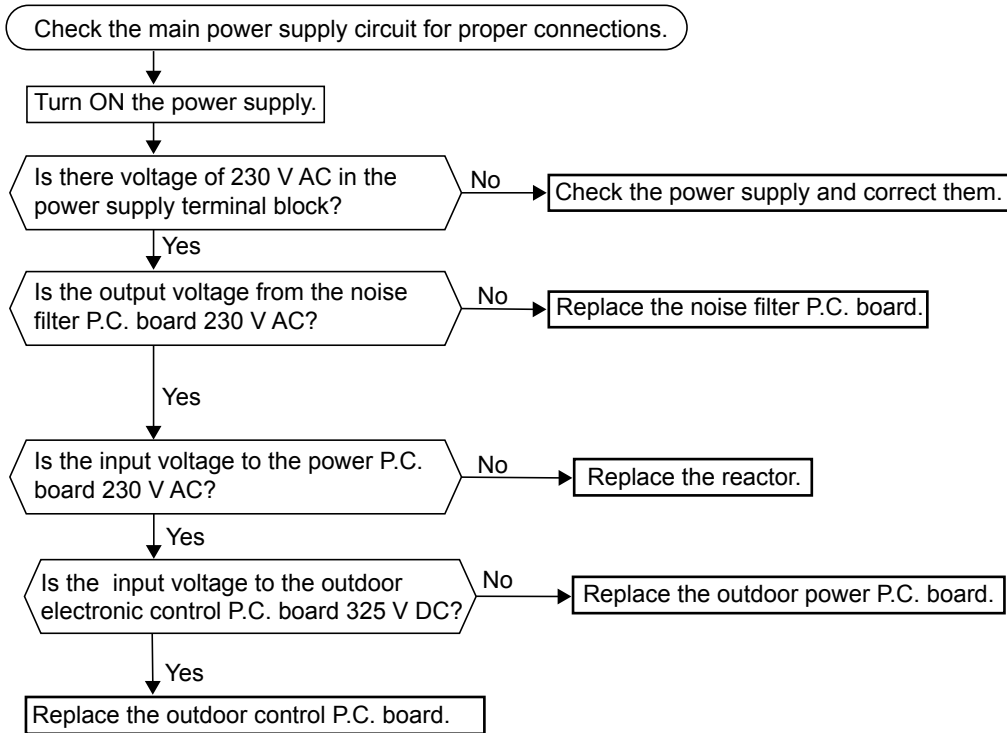 Check the main power supply circuit for proper connections.
Turn ON the power supply.
Is there voltage of 230 V AC in the
power supply terminal block?
No
Check the power supply and correct them.
Yes
Is the output voltage from the noise
filter P.C. board 230 V AC?
No
Replace the noise filter P.C. board.
Yes
Is the input voltage to the power P.C.
board 230 V AC?
No
Replace the reactor.
Yes
Is the input voltage to the outdoor
electronic control P.C. board 325 V DC?
No
Replace the outdoor power P.C. board.
Yes
Replace the outdoor control P.C. board.